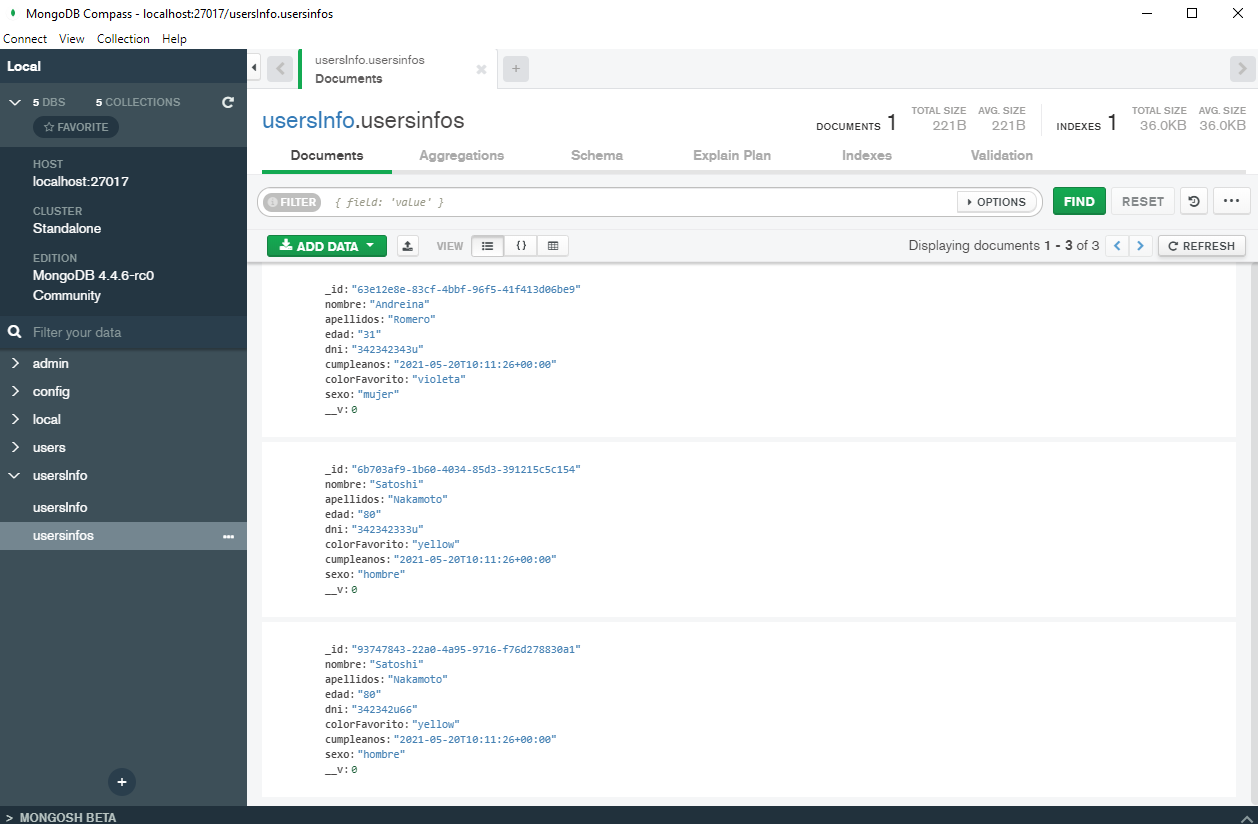 MongoDB Compass - localhost:27017/usersInfo.usersinfos
Connect View Collection Help
Local
5 DBS 5 COLLECTIONS
FAVORITE
HOST
localhost:27017
CLUSTER
Standalone
EDITION
MongoDB 4.4.6-rc0
Community
Filter your data
admin
config
local
users
usersInfo
usersInfo
usersinfos
MONGOSH BETA
usersInfo.usersinfos
Documents
usersInfo.usersinfos
DOCUMENTS 1 TOTAL SIZE 221B AVG. SIZE 221B INDEXES 1 TOTAL SIZE 36.0KB AVG. SIZE 36.0KB
Documents Aggregations Schema Explain Plan Indexes Validation
FILTER { field: 'value' } OPTIONS FIND RESET
ADD DATA VIEW {} Displaying documents 1 - 3 of 3 REFRESH
_id: "63e12e8e-83cf-4bbf-96f5-41f413d06be9"
nombre: "Andreina"
apellidos: "Romero"
edad: "31"
dni: "342342343u"
cumpleanos: "2021-05-20T10:11:26+00:00"
colorFavorito: "violeta"
sexo: "mujer"
__v: 0
_id: "6b703af9-1b60-4034-85d3-391215c5c154"
nombre: "Satoshi"
apellidos: "Nakamoto"
edad: "80"
dni: "342342333u"
colorFavorito: "yellow"
cumpleanos: "2021-05-20T10:11:26+00:00"
sexo: "hombre"
__v: 0
_id: "93747843-22a0-4a95-9716-f76d278830a1"
nombre: "Satoshi"
apellidos: "Nakamoto"
edad: "80"
dni: "342342u66"
colorFavorito: "yellow"
cumpleanos: "2021-05-20T10:11:26+00:00"
sexo: "hombre"
__v: 0